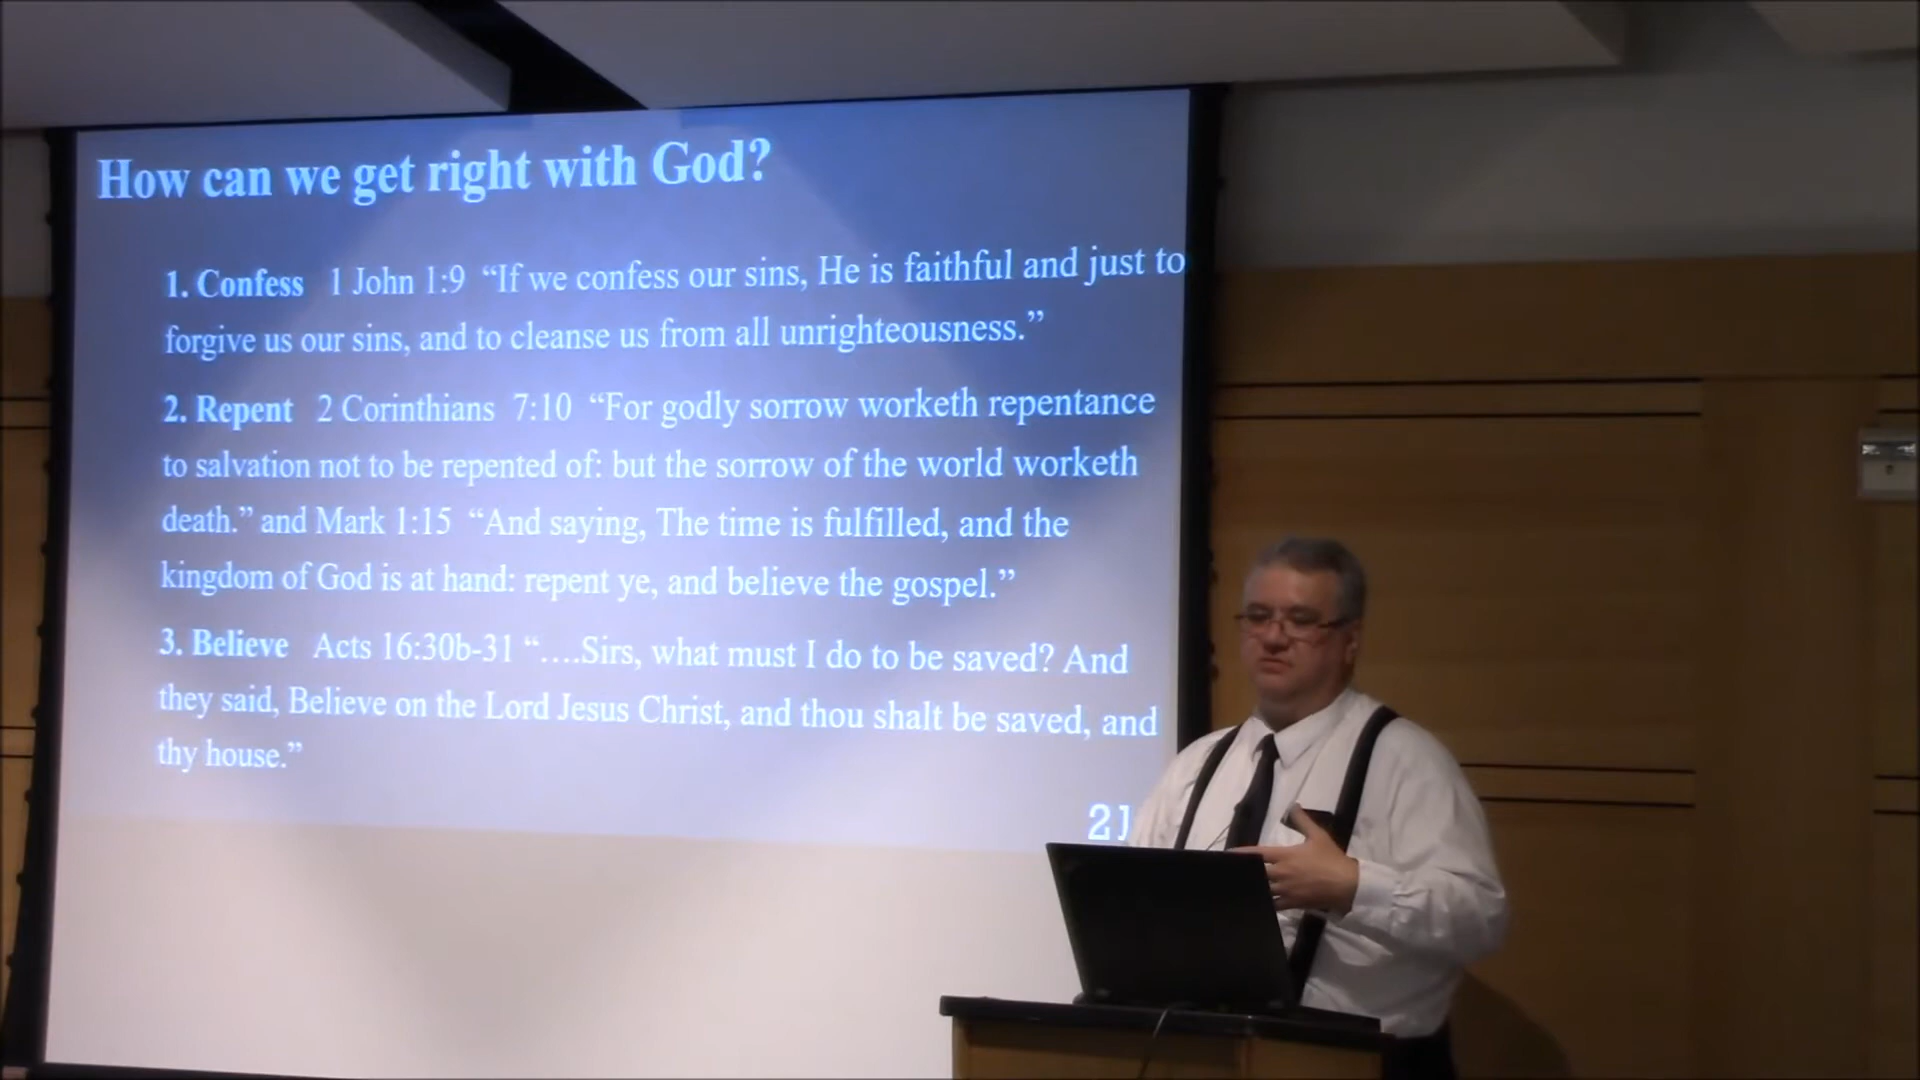 How can we get right with God?
1. Confess 1 John 1:9 “If we confess our sins, He is faithful and just to
forgive us our sins, and to cleanse us from all unrighteousness.”
2. Repent 2 Corinthians 7:10 “For godly sorrow worketh repentance
to salvation not to be repented of: but the sorrow of the world worketh
death.” and Mark 1:15 “And saying, The time is fulfilled, and the
kingdom of God is at hand: repent ye, and believe the gospel.”
3. Believe Acts 16:30b-31 “....Sirs, what must I do to be saved? And
they said, Believe on the Lord Jesus Christ, and thou shalt be saved, and
thy house.”